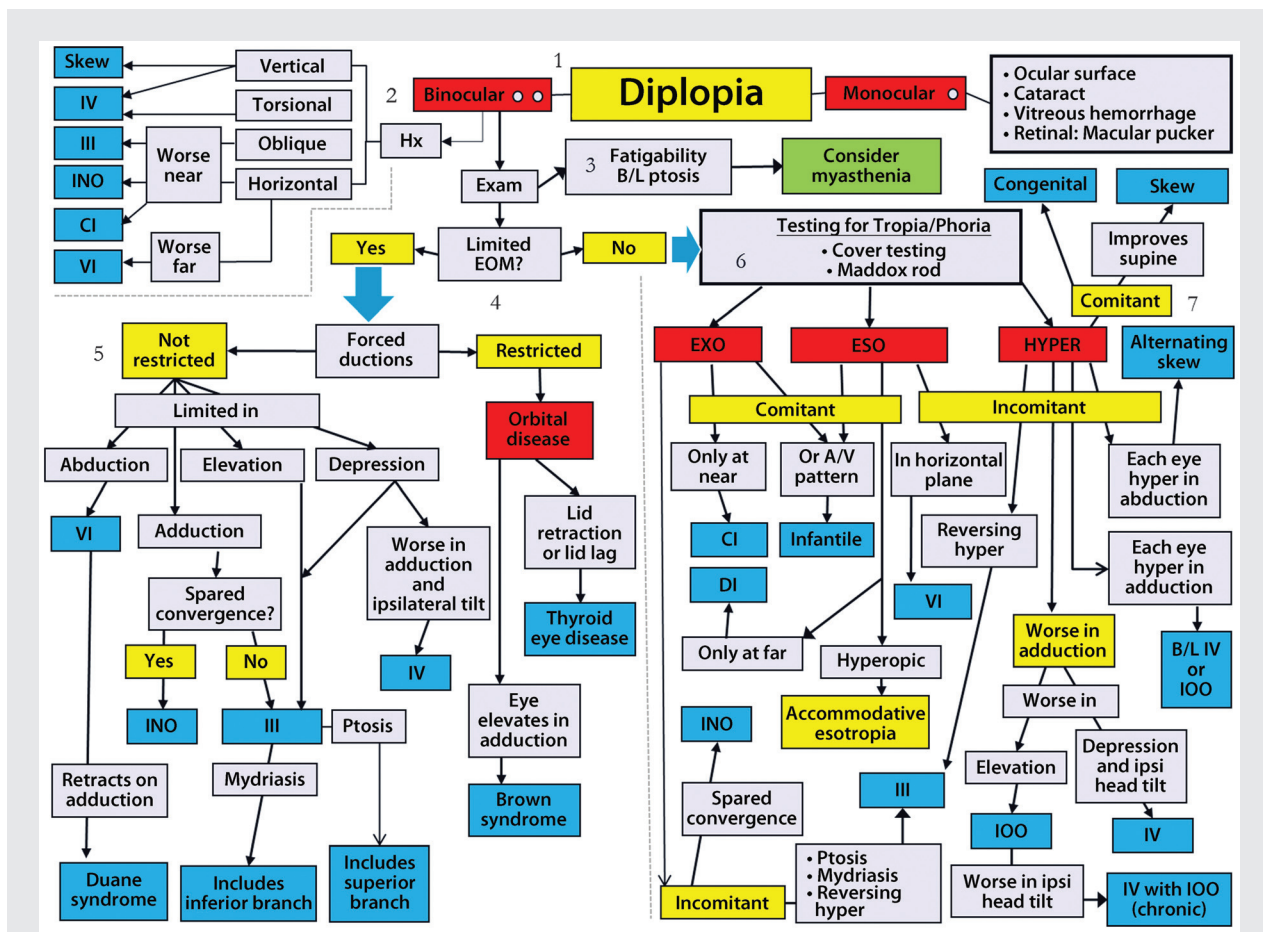 1
Diplopia
Monocular
• Ocular surface
• Cataract
• Vitreous hemorrhage
• Retinal: Macular pucker
2
Binocular
Hx
Vertical
Torsional
Oblique
Horizontal
Worse
near
Worse
far
Skew
IV
III
INO
CI
VI
Exam
3
Fatigability
B/L ptosis
Consider
myasthenia
Limited
EOM?
Yes
No
4
Forced
ductions
Restricted
5
Not
restricted
Limited in
Abduction
Elevation
Depression
VI
Adduction
Spared
convergence?
Yes
No
INO
III
Ptosis
Retracts on
adduction
Mydriasis
Duane
syndrome
Includes
inferior branch
Includes
superior
branch
Worse in
adduction
and
ipsilateral tilt
IV
Orbital
disease
Lid
retraction
or lid lag
Thyroid
eye disease
Eye
elevates in
adduction
Brown
syndrome
Testing for Tropia/Phoria
• Cover testing
• Maddox rod
6
Congenital
Skew
Improves
supine
Comitant
7
EXO
ESO
HYPER
Alternating
skew
Comitant
Incomitant
Only at
near
Or A/V
pattern
In horizontal
plane
Each eye
hyper in
abduction
CI
Infantile
Reversing
hyper
Each eye
hyper in
adduction
DI
VI
Only at far
Hyperopic
Worse in
adduction
B/L IV
or
IOO
Accommodative
esotropia
Worse in
INO
Elevation
Depression
and ipsi
head tilt
Spared
convergence
III
IOO
IV
Incomitant
• Ptosis
• Mydriasis
• Reversing
hyper
Worse in ipsi
head tilt
IV with IOO
(chronic)